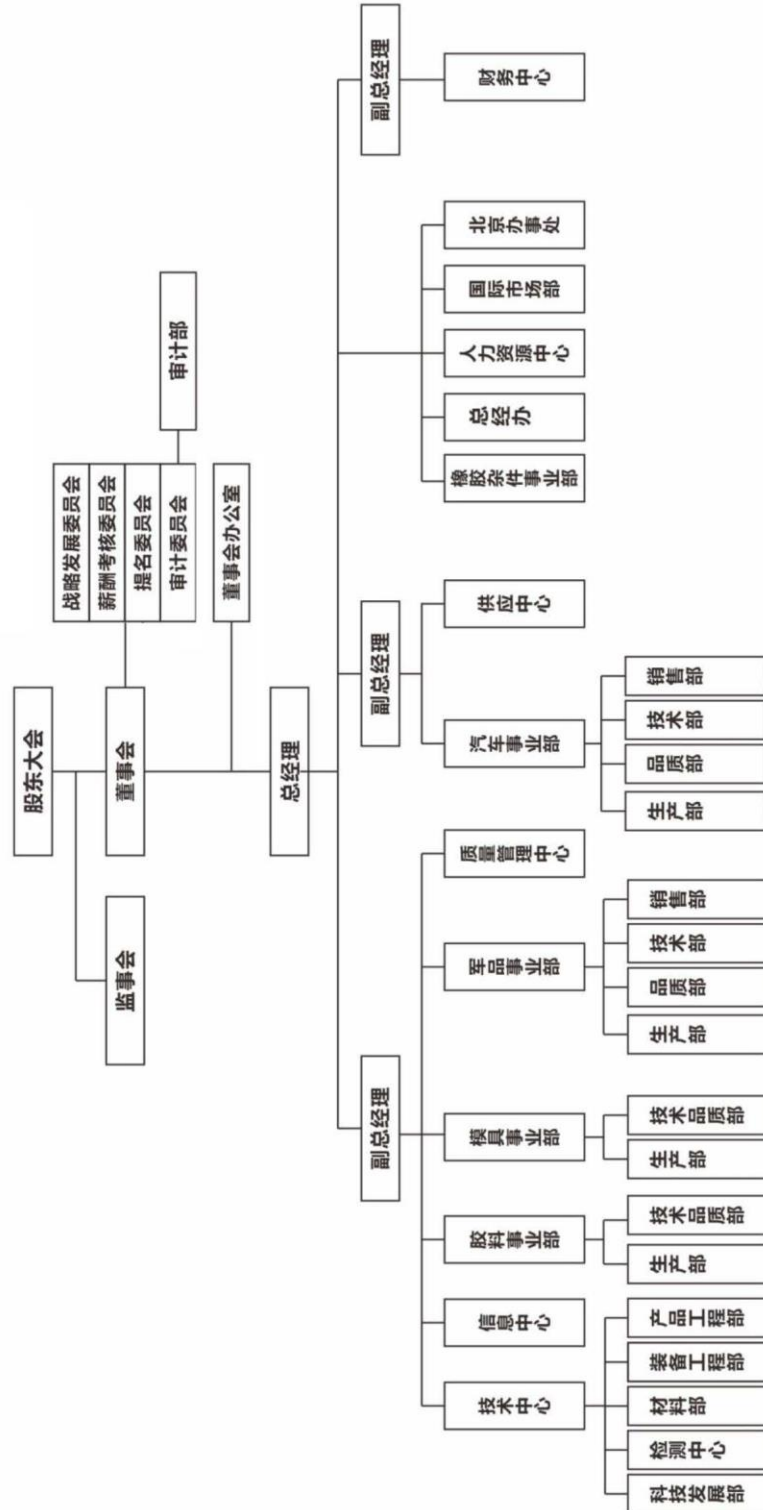 股东大会
监事会
董事会
战略发展委员会
薪酬考核委员会
提名委员会
审计委员会
审计部
董事会办公室
总经理
副总经理
副总经理
副总经理
技术中心
信息中心
胶料事业部
模具事业部
军品事业部
质量管理中心
汽车事业部
供应中心
橡胶杂件事业部
总经办
人力资源中心
国际市场部
北京办事处
财务中心
科技发展部
检测中心
材料部
装备工程部
产品工程部
生产部
技术品质部
生产部
技术品质部
生产部
品质部
技术部
销售部
生产部
品质部
技术部
销售部